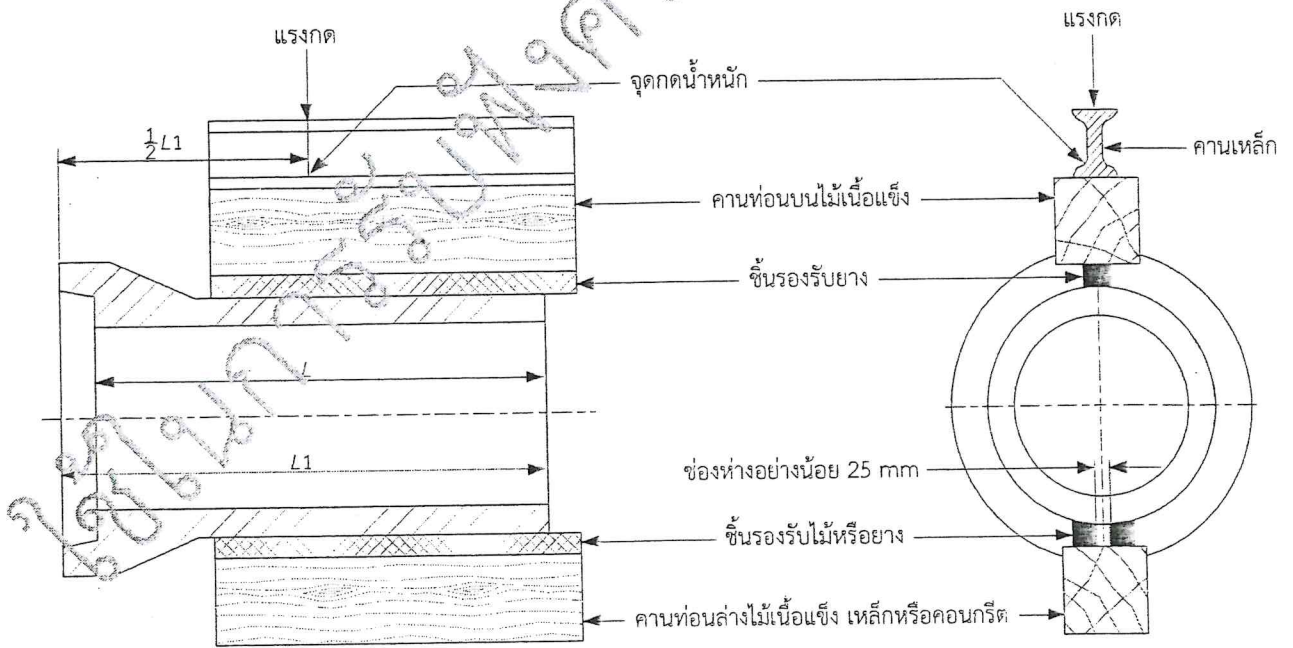 แรงกด
แรงกด
จุดกดน้ำหนัก
½L1
คานเหล็ก
คานท่อนบนไม้เนื้อแข็ง
ชิ้นรองรับยาง
L
L1
ช่องห่างอย่างน้อย 25 mm
ชิ้นรองรับไม้หรือยาง
คานท่อนล่างไม้เนื้อแข็ง เหล็กหรือคอนกรีต